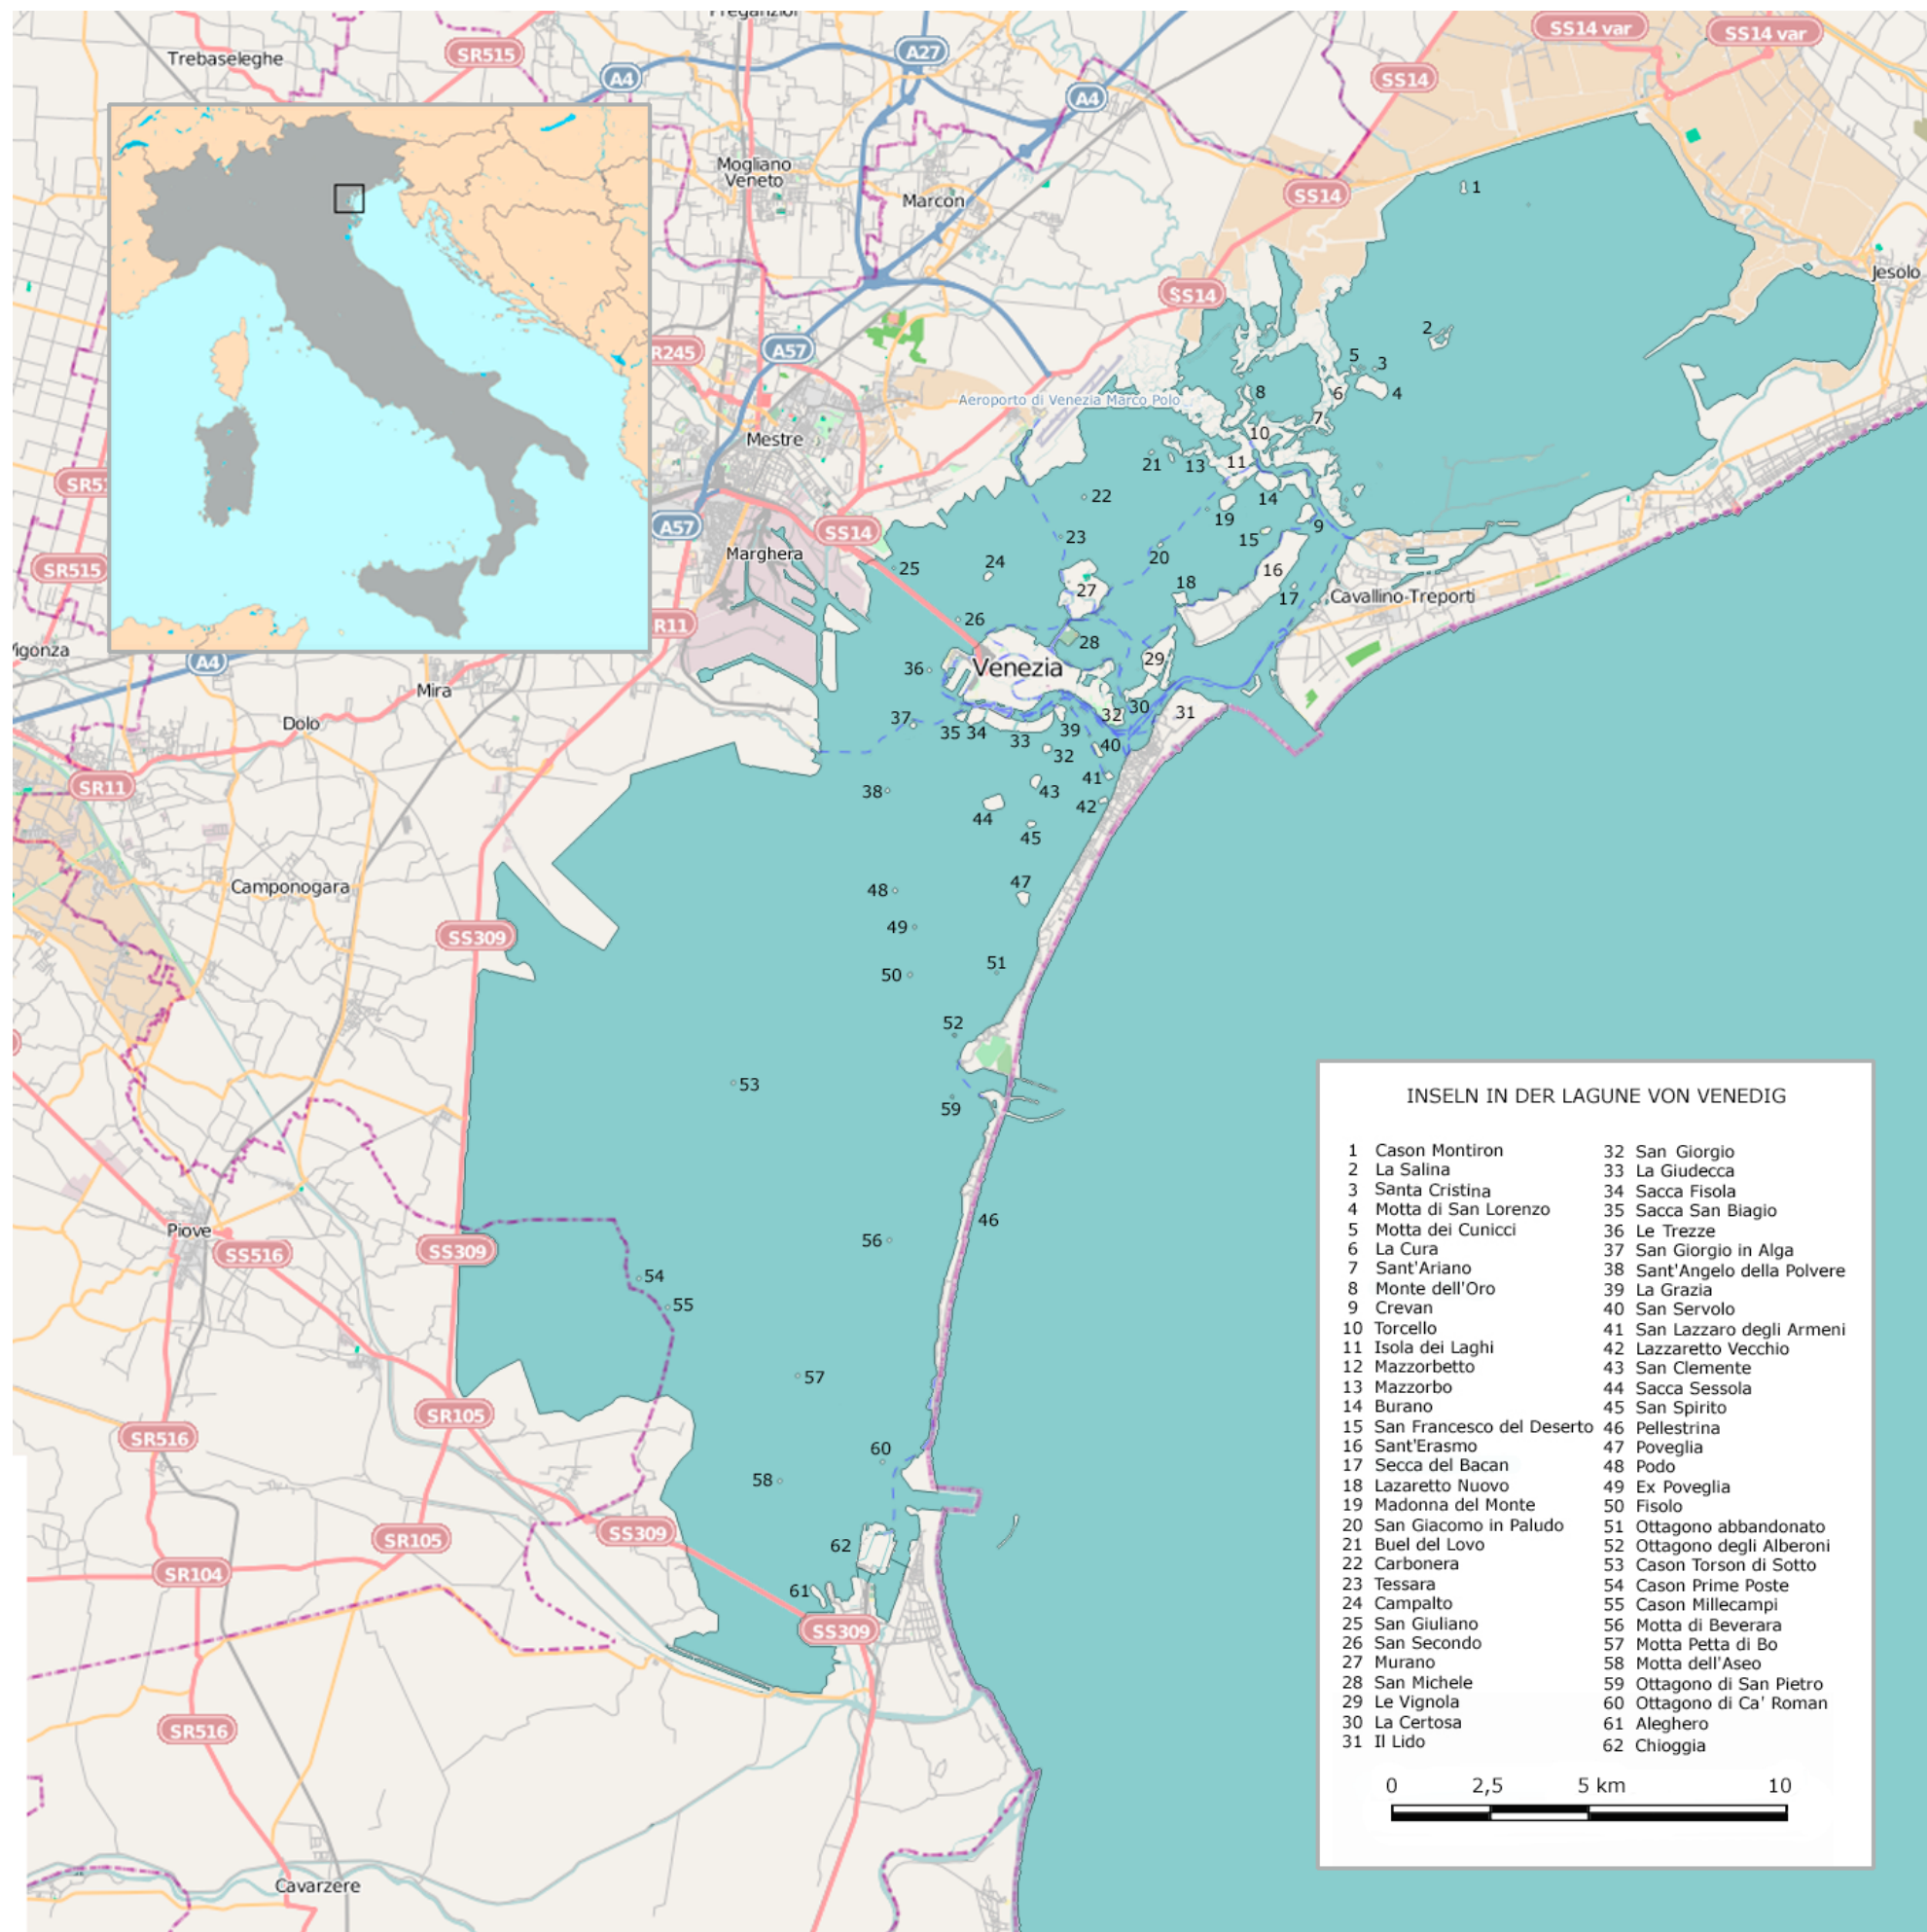 Preganziol
Trebaseleghe
SR515
A4
A27
A4
SS14
SS14 var
SS14 var
Mogliano
Veneto
Marcon
SS14
1
Jesolo
SS14
2
R245
A57
5
3
6
4
8
7
Aeroporto di Venezia Marco Polo
Mestre
10
11
13
21
14
22
19
9
15
SR515
A57
SS14
Marghera
23
24
25
20
16
17
18
27
Cavallino-Treporti
26
28
R11
Vigonza
A4
Mira
Dolo
36
Venezia
29
30
31
32
37
35
34
33
39
32
40
41
42
43
44
45
38
SR11
Camponogara
48
47
49
SS309
50
51
52
53
59
Piove
SS516
SS309
46
56
54
55
57
SR105
SR516
60
58
SR105
SS309
62
SR104
61
SS309
SR516
Cavarzere
INSELN IN DER LAGUNE VON VENEDIG
1 Cason Montiron
2 La Salina
3 Santa Cristina
4 Motta di San Lorenzo
5 Motta dei Cunicci
6 La Cura
7 Sant'Ariano
8 Monte dell'Oro
9 Crevan
10 Torcello
11 Isola dei Laghi
12 Mazzorbetto
13 Mazzorbo
14 Burano
15 San Francesco del Deserto
16 Sant'Erasmo
17 Secca del Bacan
18 Lazaretto Nuovo
19 Madonna del Monte
20 San Giacomo in Paludo
21 Buel del Lovo
22 Carbonera
23 Tessara
24 Campalto
25 San Giuliano
26 San Secondo
27 Murano
28 San Michele
29 Le Vignola
30 La Certosa
31 Il Lido
32 San Giorgio
33 La Giudecca
34 Sacca Fisola
35 Sacca San Biagio
36 Le Trezze
37 San Giorgio in Alga
38 Sant'Angelo della Polvere
39 La Grazia
40 San Servolo
41 San Lazzaro degli Armeni
42 Lazzaretto Vecchio
43 San Clemente
44 Sacca Sessola
45 San Spirito
46 Pellestrina
47 Poveglia
48 Podo
49 Ex Poveglia
50 Fisolo
51 Ottagono abbandonato
52 Ottagono degli Alberoni
53 Cason Torson di Sotto
54 Cason Prime Poste
55 Cason Millecampi
56 Motta di Beverara
57 Motta Petta di Bo
58 Motta dell'Aseo
59 Ottagono di San Pietro
60 Ottagono di Ca' Roman
61 Aleghero
62 Chioggia
0 2,5 5 km 10